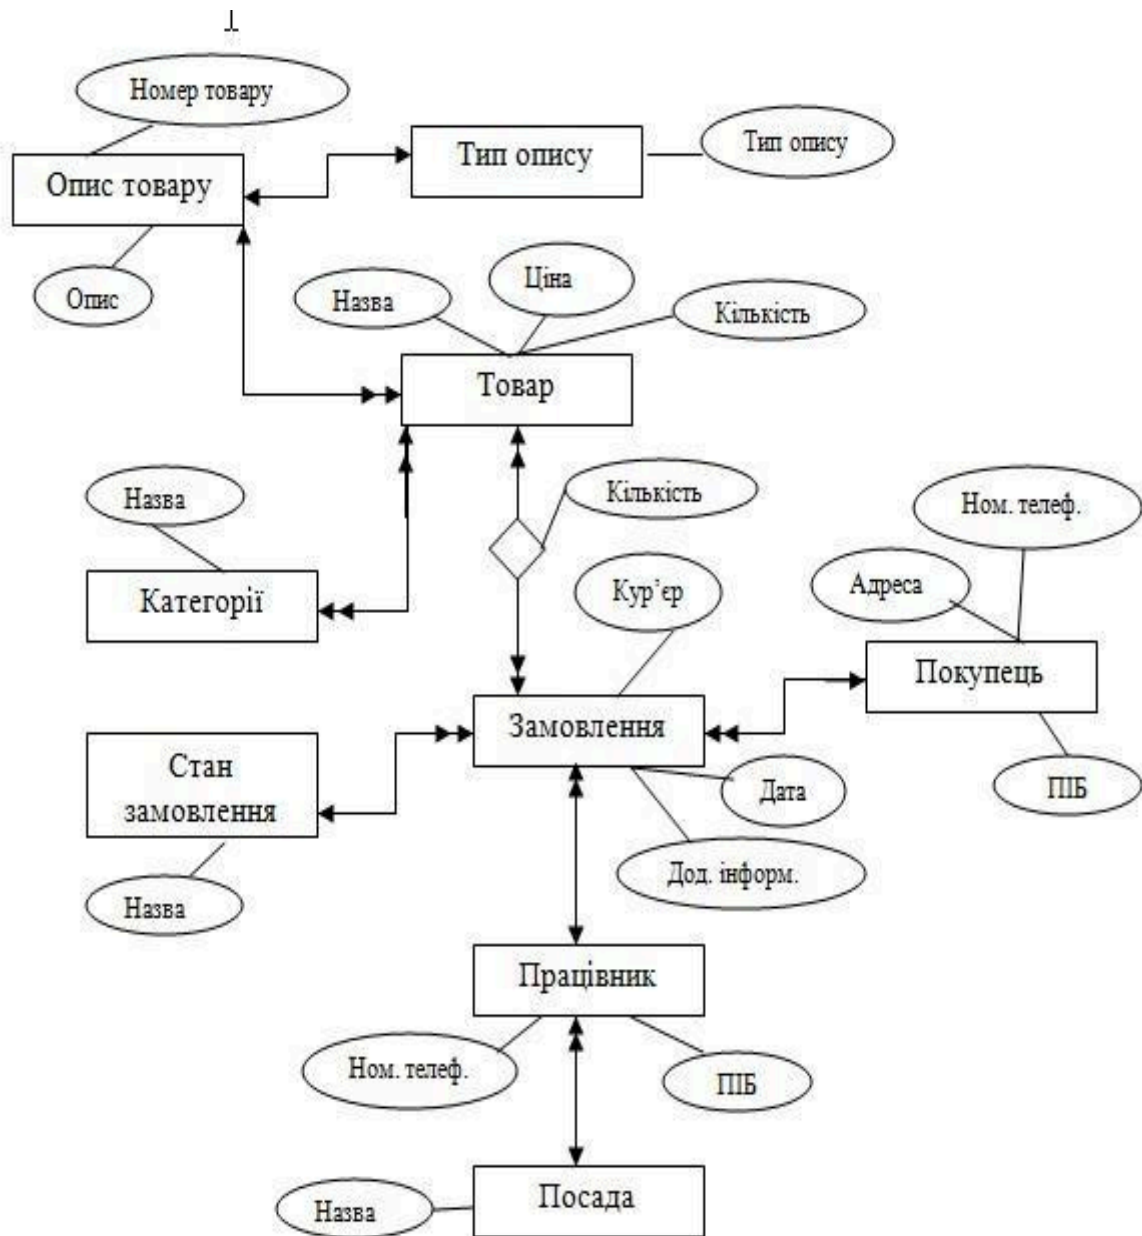 Номер товару
Тип опису
Тип опису
Опис товару
Опис
Назва
Ціна
Кількість
Товар
Назва
Кількість
Ном. телеф.
Категорії
Кур’єр
Адреса
Покупець
Замовлення
Стан
замовлення
Дата
ПІБ
Дод. інформ.
Назва
Працівник
Ном. телеф.
ПІБ
Посада
Назва